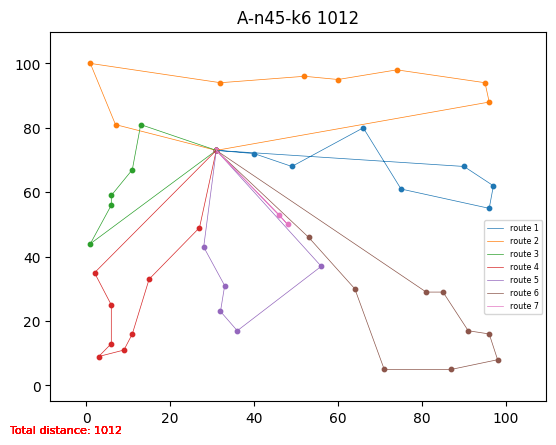 A-n45-k6 1012
100
80
60
40
20
0
0 20 40 60 80 100
route 1
route 2
route 3
route 4
route 5
route 6
route 7
Total distance: 1012